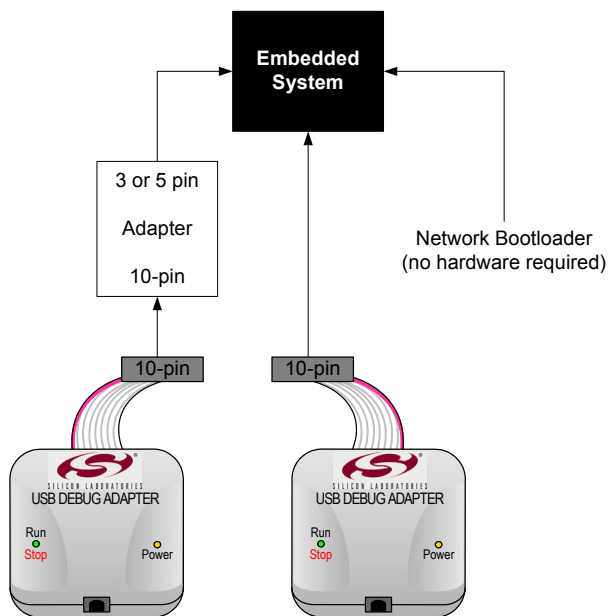 Embedded
System
3 or 5 pin
Adapter
10-pin
Network Bootloader
(no hardware required)
10-pin
10-pin
SILICON LABORATORIES
USB DEBUG ADAPTER
Run
Stop
Power
SILICON LABORATORIES
USB DEBUG ADAPTER
Run
Stop
Power